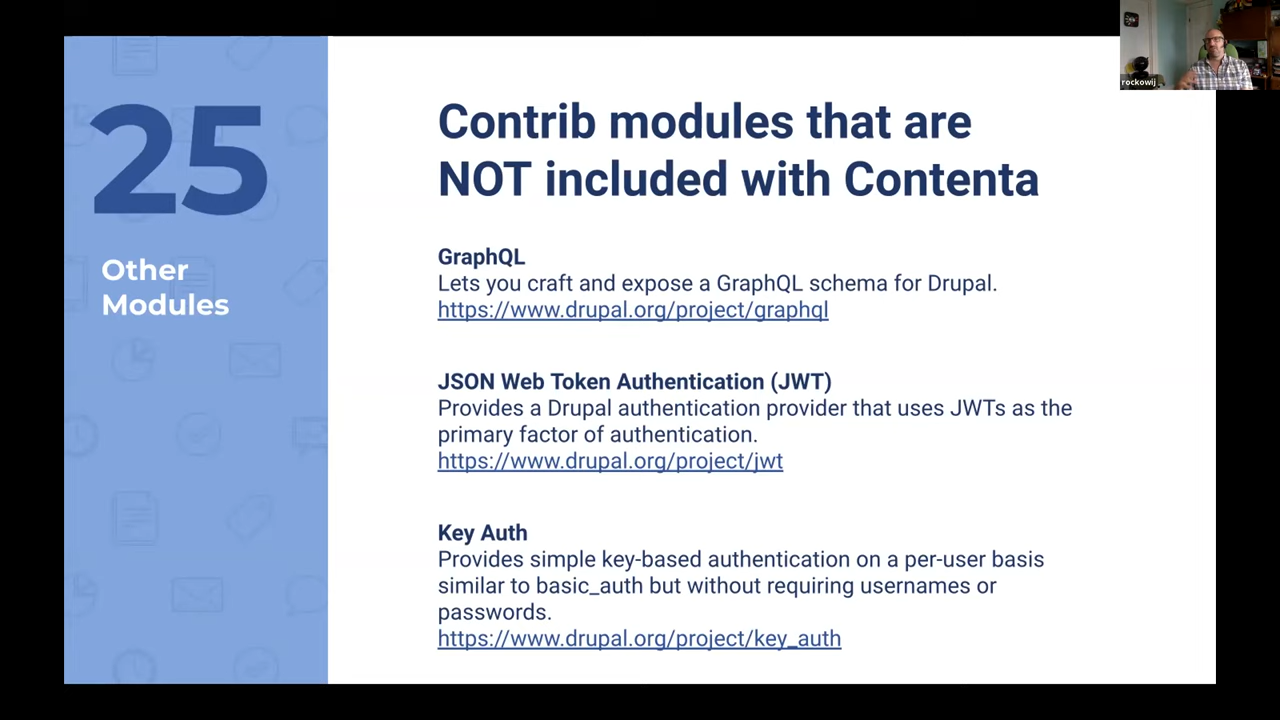 25
Other
Modules
Contrib modules that are
NOT included with Contenta
GraphQL
Lets you craft and expose a GraphQL schema for Drupal.
https://www.drupal.org/project/graphql
JSON Web Token Authentication (JWT)
Provides a Drupal authentication provider that uses JWTs as the
primary factor of authentication.
https://www.drupal.org/project/jwt
Key Auth
Provides simple key-based authentication on a per-user basis
similar to basic_auth but without requiring usernames or
passwords.
https://www.drupal.org/project/key_auth
rockowij